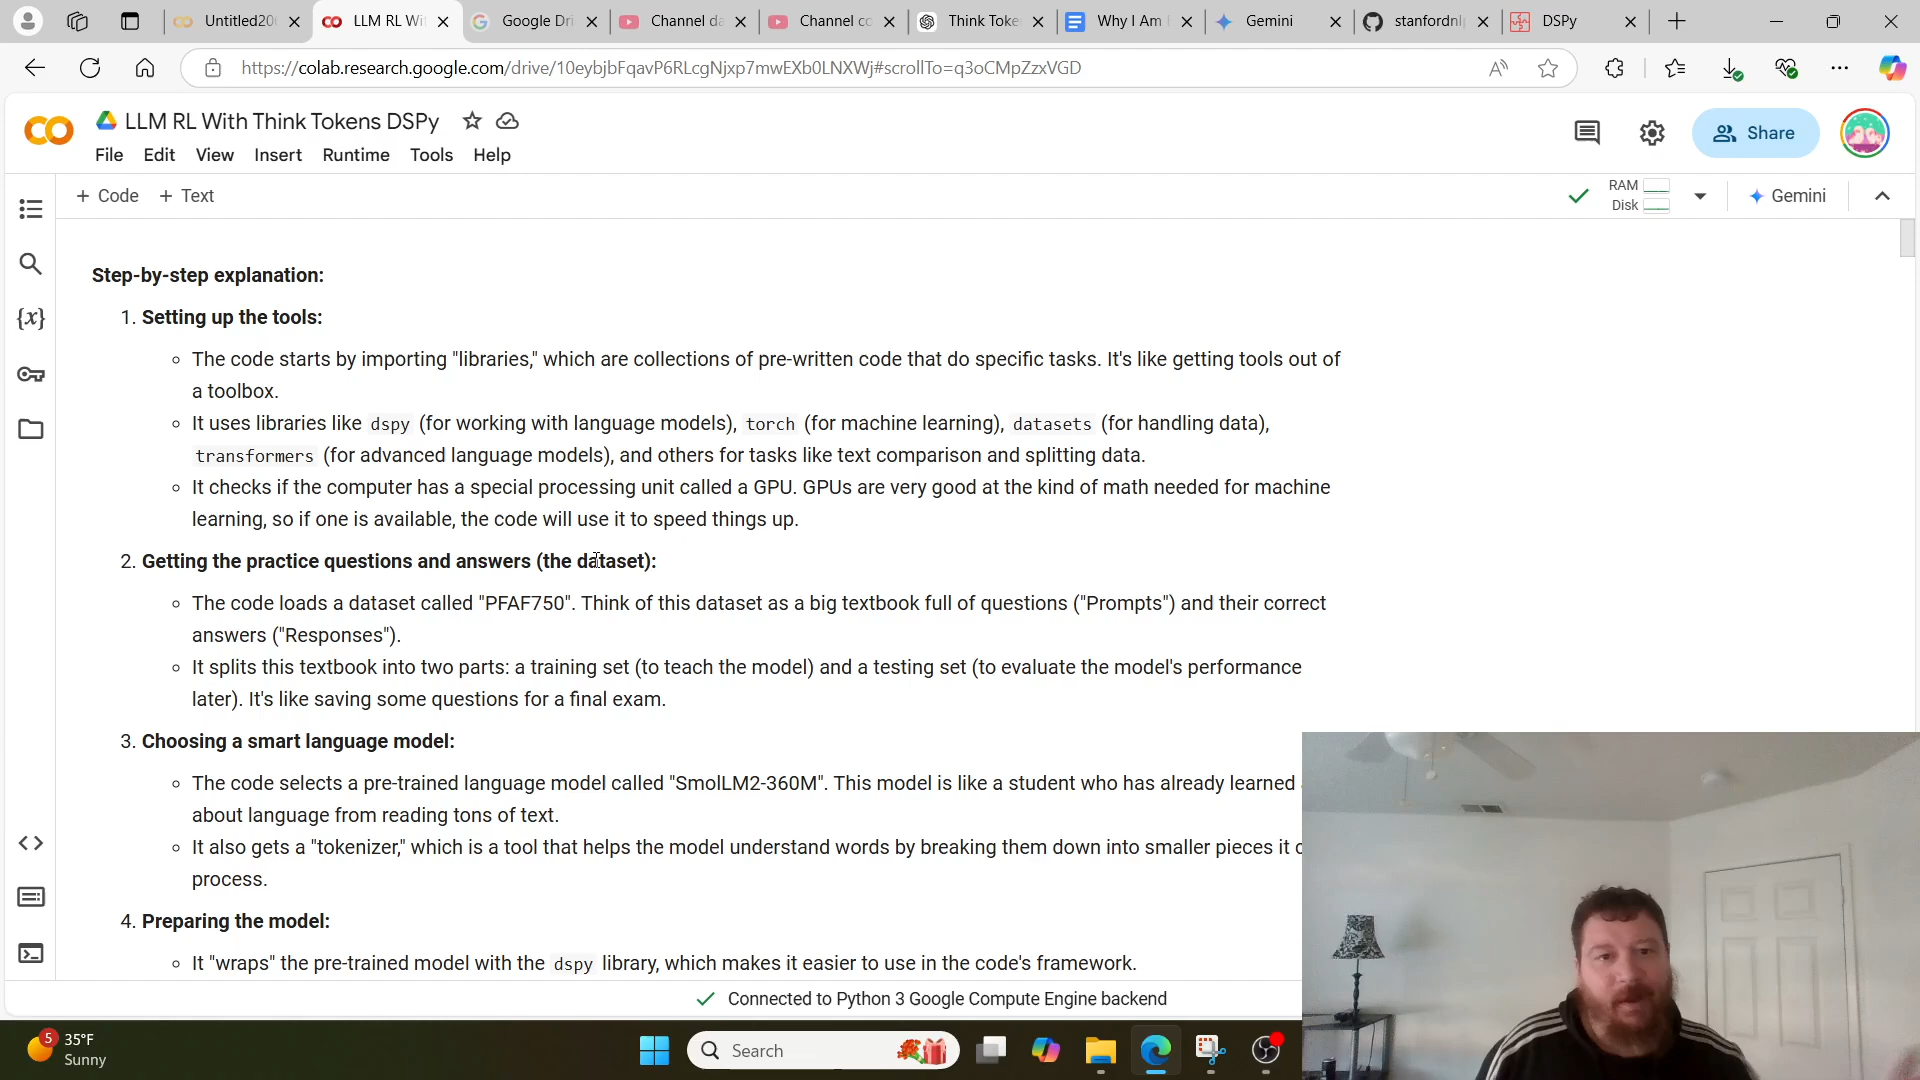 Untitled20
LLM RL Wi
Google Dri
Channel da
Channel co
Think Toke
Why I Am
Gemini
stanfordnl
DSPy
https://colab.research.google.com/drive/10eybjbFqavP6RLcgNjxp7mwEXb0LNXWj#scrollTo=q3oCMpZzxVGD
LLM RL With Think Tokens DSPy
Share
File Edit View Insert Runtime Tools Help
+ Code + Text
RAM
Disk
Gemini
Step-by-step explanation:
1. Setting up the tools:
The code starts by importing "libraries," which are collections of pre-written code that do specific tasks. It's like getting tools out of
a toolbox.
It uses libraries like dspy (for working with language models), torch (for machine learning), datasets (for handling data),
transformers (for advanced language models), and others for tasks like text comparison and splitting data.
It checks if the computer has a special processing unit called a GPU. GPUs are very good at the kind of math needed for machine
learning, so if one is available, the code will use it to speed things up.
2. Getting the practice questions and answers (the dataset):
The code loads a dataset called "PFAF750". Think of this dataset as a big textbook full of questions ("Prompts") and their correct
answers ("Responses").
It splits this textbook into two parts: a training set (to teach the model) and a testing set (to evaluate the model's performance
later). It's like saving some questions for a final exam.
3. Choosing a smart language model:
The code selects a pre-trained language model called "SmolLM2-360M". This model is like a student who has already learned
about language from reading tons of text.
It also gets a "tokenizer," which is a tool that helps the model understand words by breaking them down into smaller pieces it
process.
4. Preparing the model:
It "wraps" the pre-trained model with the dspy library, which makes it easier to use in the code's framework.
Connected to Python 3 Google Compute Engine backend
5
35°F
Sunny
Search